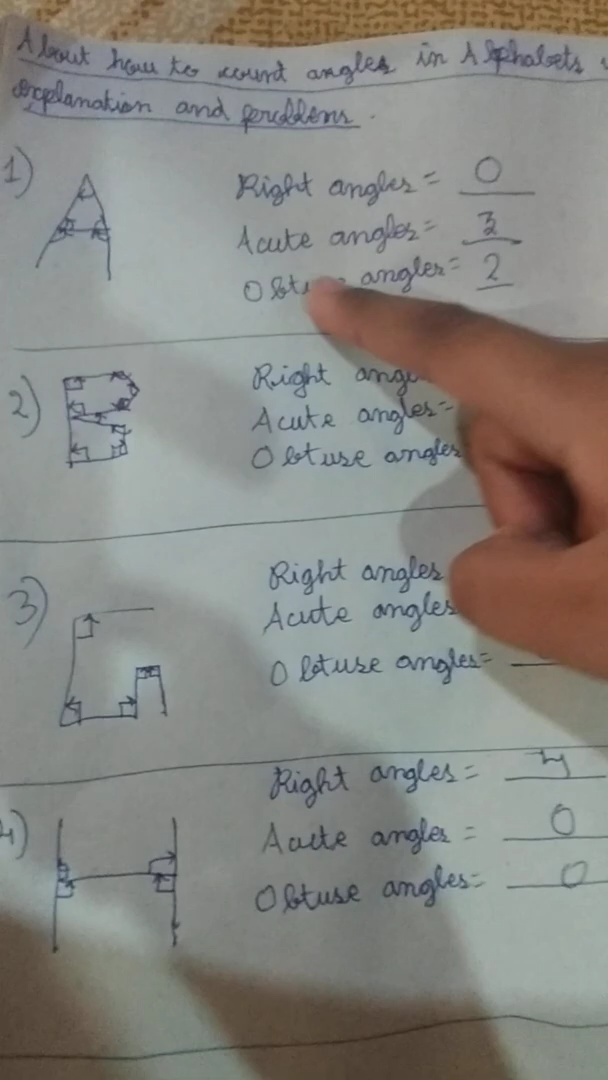 About how to count angles in Alphabets
explanation and problems.
1)
Right angles = 0
Acute angles = 3
angles = 2
2)
Right
Acute angles =
Obtuse angles
3)
Right angles
Acute angles
Obtuse angles =
4)
Right angles = 4
Acute angles = 0
Obtuse angles = 0